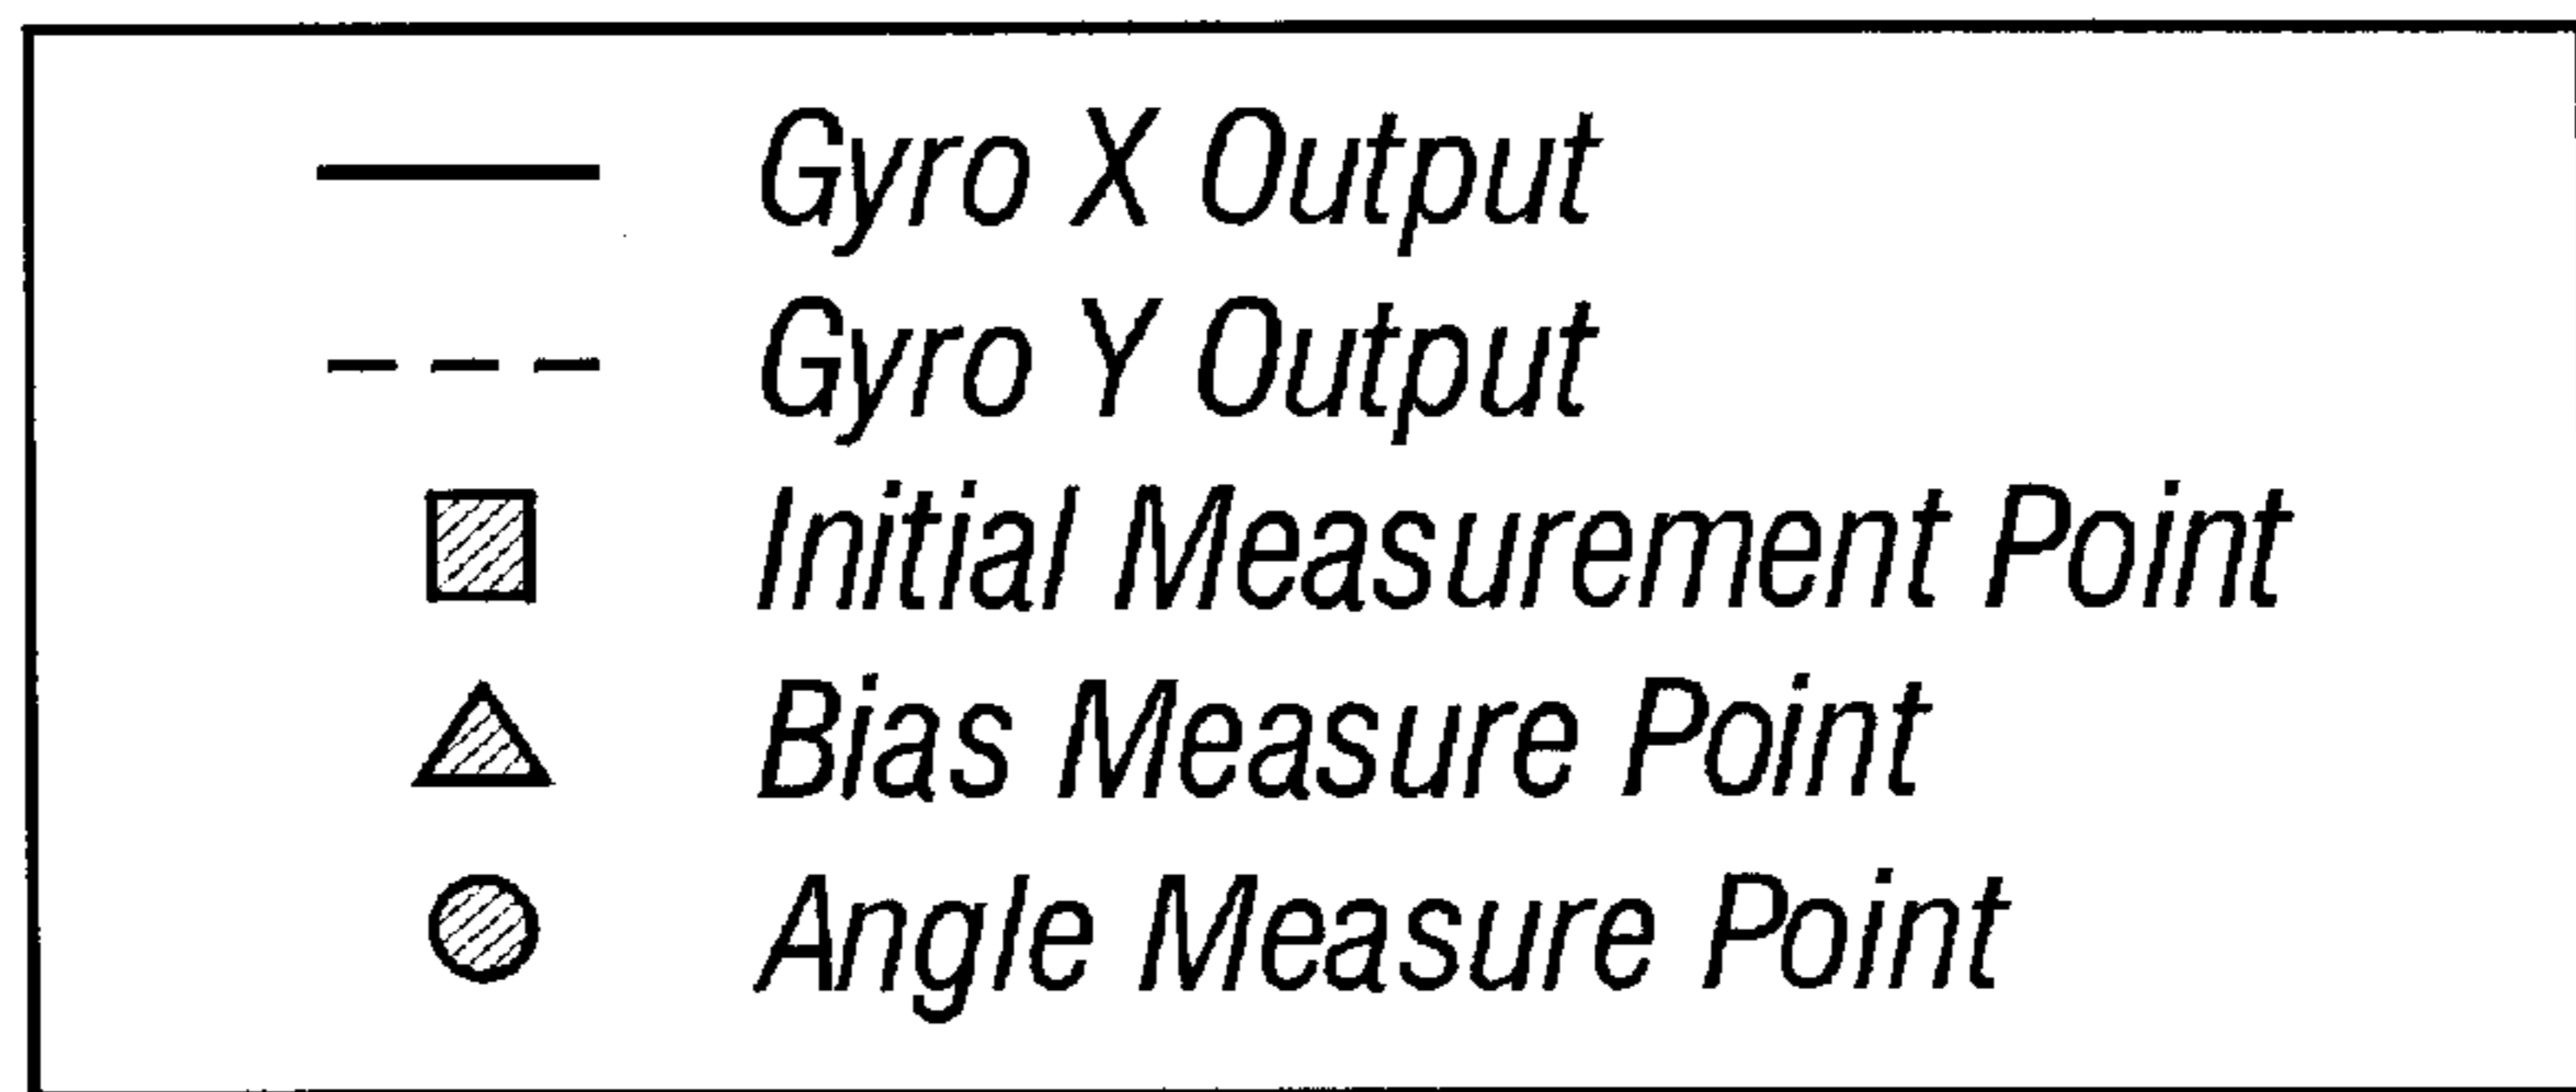 Gyro X Output
Gyro Y Output
Initial Measurement Point
Bias Measure Point
Angle Measure Point